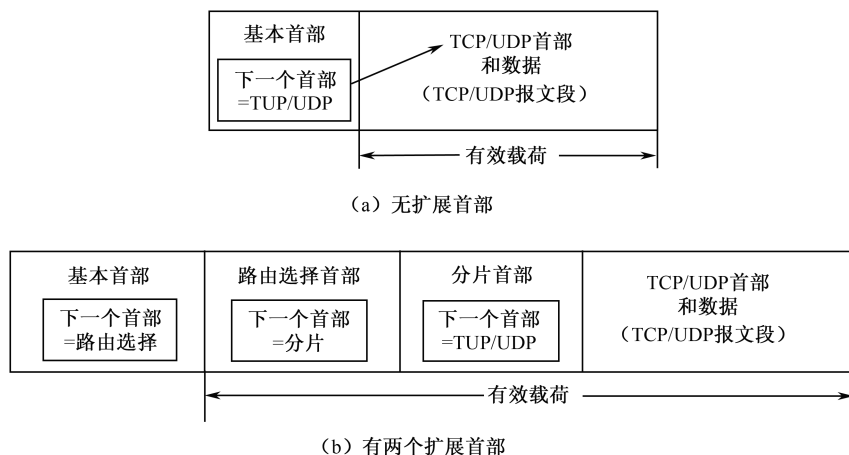 基本首部
下一个首部
=TUP/UDP
TCP/UDP首部
和数据
（TCP/UDP报文段）
有效载荷
（a）无扩展首部
基本首部
下一个首部
=路由选择
路由选择首部
下一个首部
=分片
分片首部
下一个首部
=TUP/UDP
TCP/UDP首部
和数据
（TCP/UDP报文段）
有效载荷
（b）有两个扩展首部